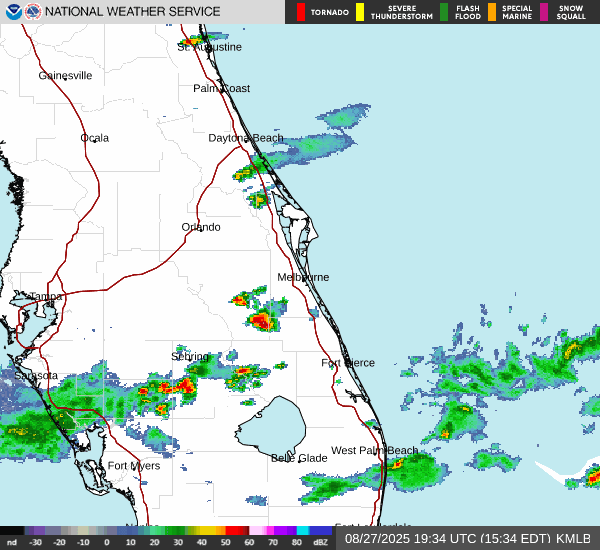 NATIONAL WEATHER SERVICE
TORNADO
SEVERE
THUNDERSTORM
FLASH
FLOOD
SPECIAL
MARINE
SNOW
SQUALL
St. Augustine
Gainesville
Palm Coast
Ocala
Daytona Beach
Orlando
Melbourne
Tampa
Sebring
Fort Pierce
Sarasota
West Palm Beach
Belle Glade
Fort Myers
nd -30 -20 -10 0 10 20 30 40 50 60 70 80 dBZ
08/27/2025 19:34 UTC (15:34 EDT) KMLB